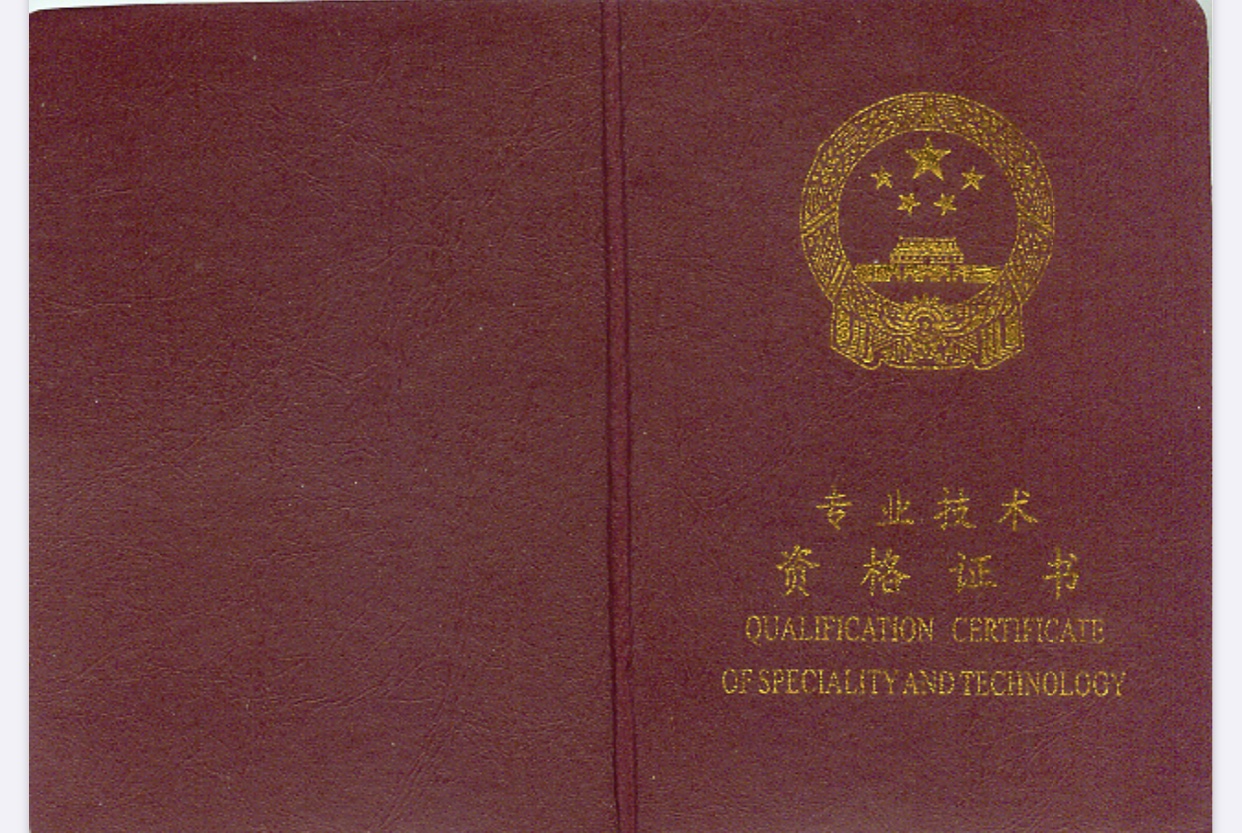 专业技术
资格证书
QUALIFICATION CERTIFICATE
OF SPECIALITY AND TECHNOLOGY